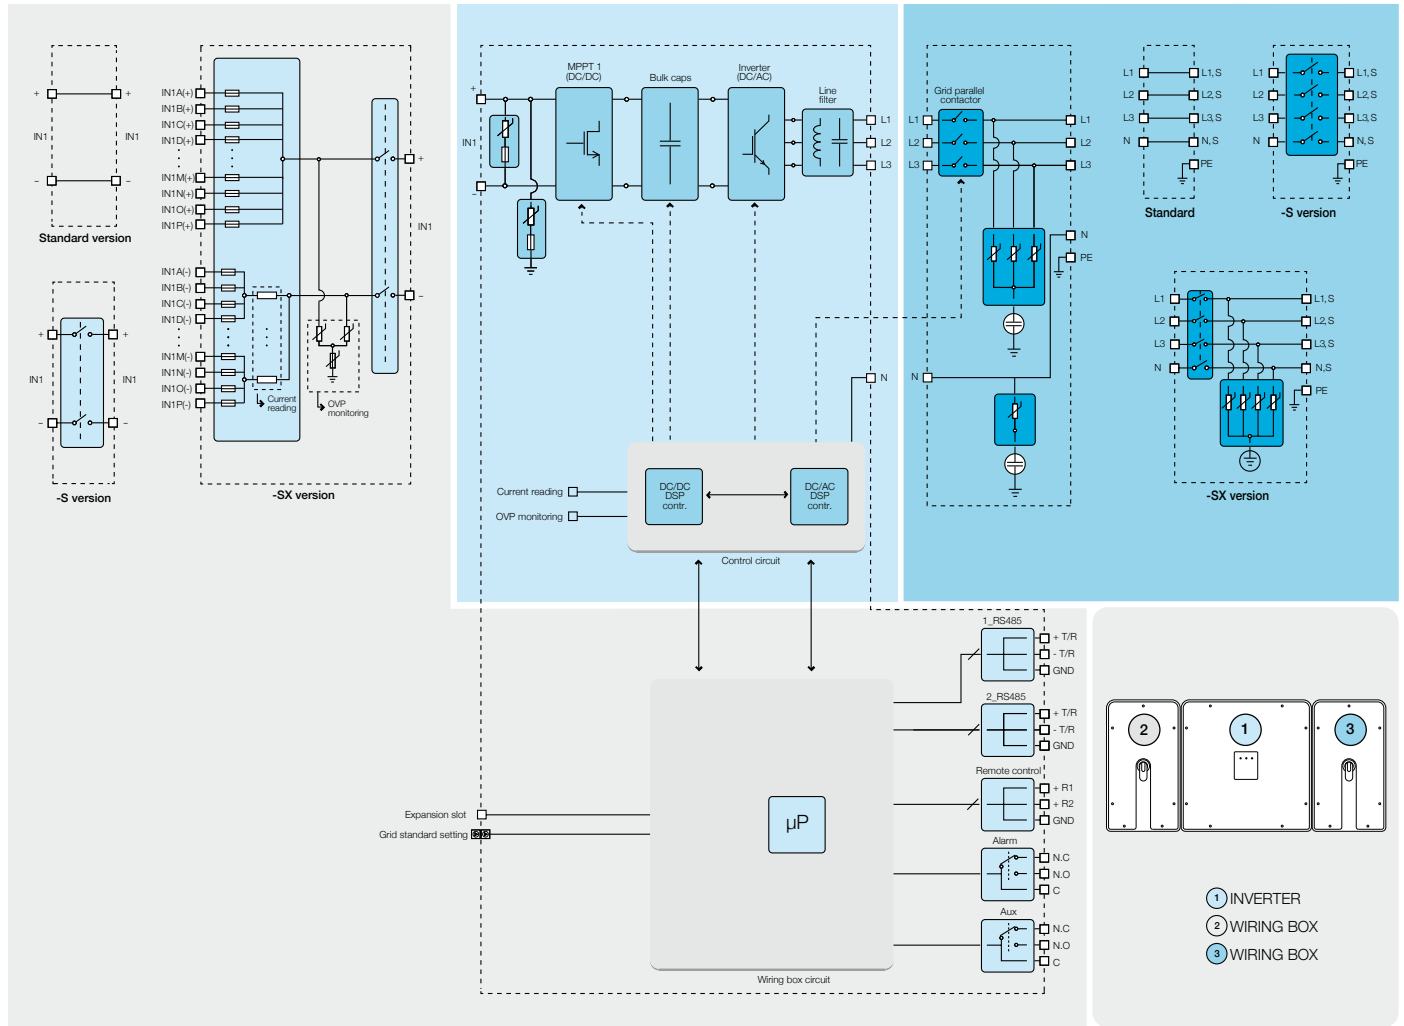 +
+
IN1
IN1
−
−
Standard version
+
+
IN1
IN1
−
−
-S version
IN1A(+)
IN1B(+)
IN1C(+)
IN1D(+)
IN1M(+)
IN1N(+)
IN1O(+)
IN1P(+)
IN1A(-)
IN1B(-)
IN1C(-)
IN1D(-)
IN1M(-)
IN1N(-)
IN1O(-)
IN1P(-)
Current
reading
OVP
monitoring
+
IN1
−
-SX version
+
IN1
−
MPPT 1
(DC/DC)
Bulk caps
Inverter
(DC/AC)
Line
filter
L1
L2
L3
N
Current reading
OVP monitoring
DC/DC
DSP
contr.
DC/AC
DSP
contr.
Control circuit
Grid parallel
contactor
L1
L2
L3
N
L1
L2
L3
N
PE
L1
L2
L3
N
L1, S
L2, S
L3, S
N, S
PE
Standard
L1
L2
L3
N
L1, S
L2, S
L3, S
N, S
PE
-S version
L1
L2
L3
N
L1, S
L2, S
L3, S
N,S
PE
-SX version
Expansion slot
Grid standard setting
µP
Wiring box circuit
1_RS485
+ T/R
- T/R
GND
2_RS485
+ T/R
- T/R
GND
Remote control
+ R1
+ R2
GND
Alarm
N.C
N.O
C
Aux
N.C
N.O
C
2
1
3
1 INVERTER
2 WIRING BOX
3 WIRING BOX